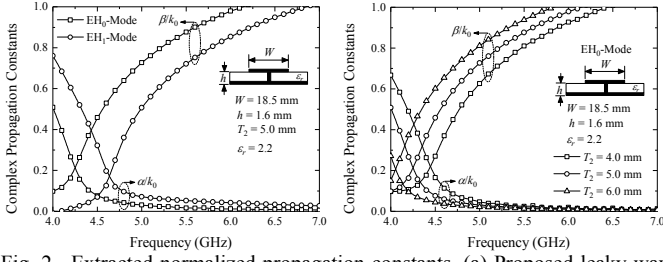 1.0
0.8
0.6
0.4
0.2
0.0
Complex Propagation Constants
EH₀-Mode
EH₁-Mode
β/k₀
W
h
εᵣ
W = 18.5 mm
h = 1.6 mm
T₂ = 5.0 mm
εᵣ = 2.2
α/k₀
4.0 4.5 5.0 5.5 6.0 6.5 7.0
Frequency (GHz)
1.0
0.8
0.6
0.4
0.2
0.0
Complex Propagation Constants
β/k₀
EH₀-Mode
W
h
εᵣ
W = 18.5 mm
h = 1.6 mm
εᵣ = 2.2
T₂ = 4.0 mm
T₂ = 5.0 mm
T₂ = 6.0 mm
α/k₀
4.0 4.5 5.0 5.5 6.0 6.5 7.0
Frequency (GHz)
Fig. 2. Extracted normalized propagation constants. (a) Proposed leaky-wav